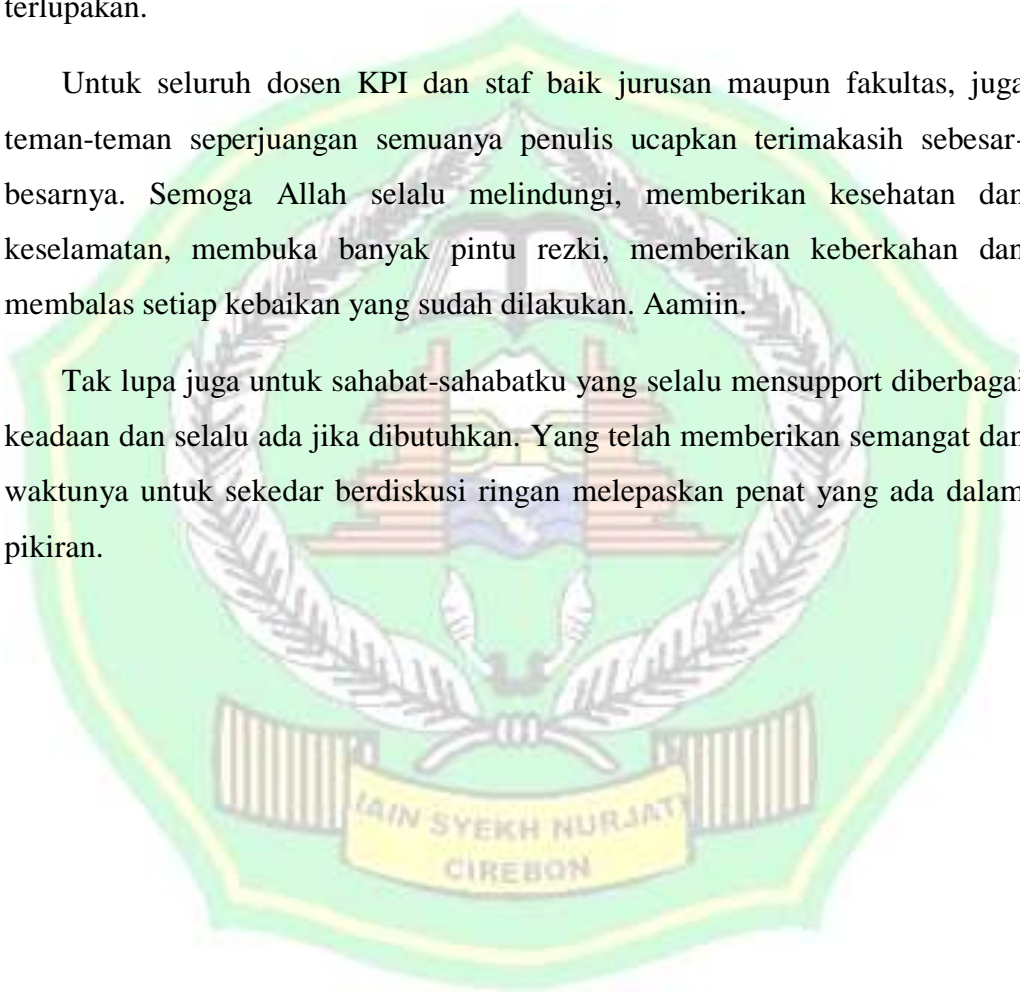 terlupakan.
Untuk seluruh dosen KPI dan staf baik jurusan maupun fakultas, juga
teman-teman seperjuangan semuanya penulis ucapkan terimakasih sebesar-
besarnya. Semoga Allah selalu melindungi, memberikan kesehatan dan
keselamatan, membuka banyak pintu rezki, memberikan keberkahan dan
membalas setiap kebaikan yang sudah dilakukan. Aamiin.
Tak lupa juga untuk sahabat-sahabatku yang selalu mensupport diberbagai
keadaan dan selalu ada jika dibutuhkan. Yang telah memberikan semangat dan
waktunya untuk sekedar berdiskusi ringan melepaskan penat yang ada dalam
pikiran.
IAIN SYEKH NURJATI
CIREBON